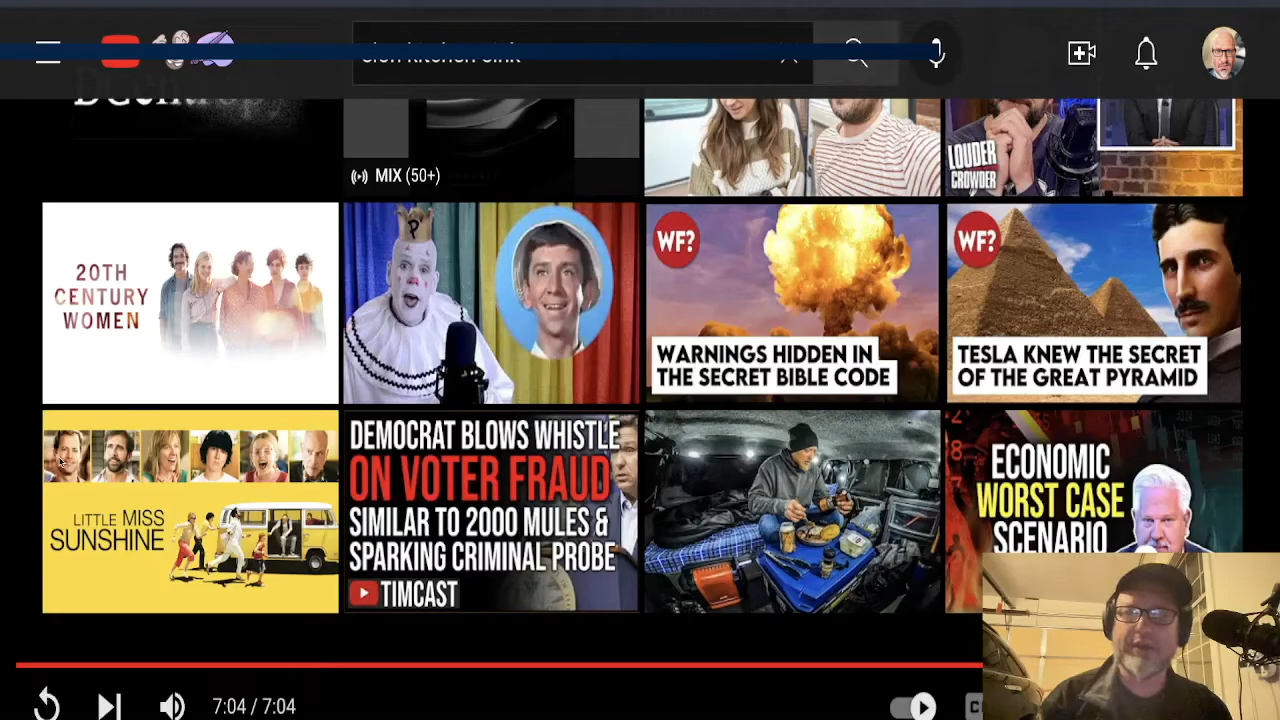 MIX (50+)
LOUDER
CROWDER
20TH
CENTURY
WOMEN
P
WF?
WARNINGS HIDDEN IN
THE SECRET BIBLE CODE
WF?
TESLA KNEW THE SECRET
OF THE GREAT PYRAMID
LITTLE MISS
SUNSHINE
DEMOCRAT BLOWS WHISTLE
ON VOTER FRAUD
SIMILAR TO 2000 MULES &
SPARKING CRIMINAL PROBE
TIMCAST
ECONOMIC
WORST CASE
SCENARIO
7:04 / 7:04